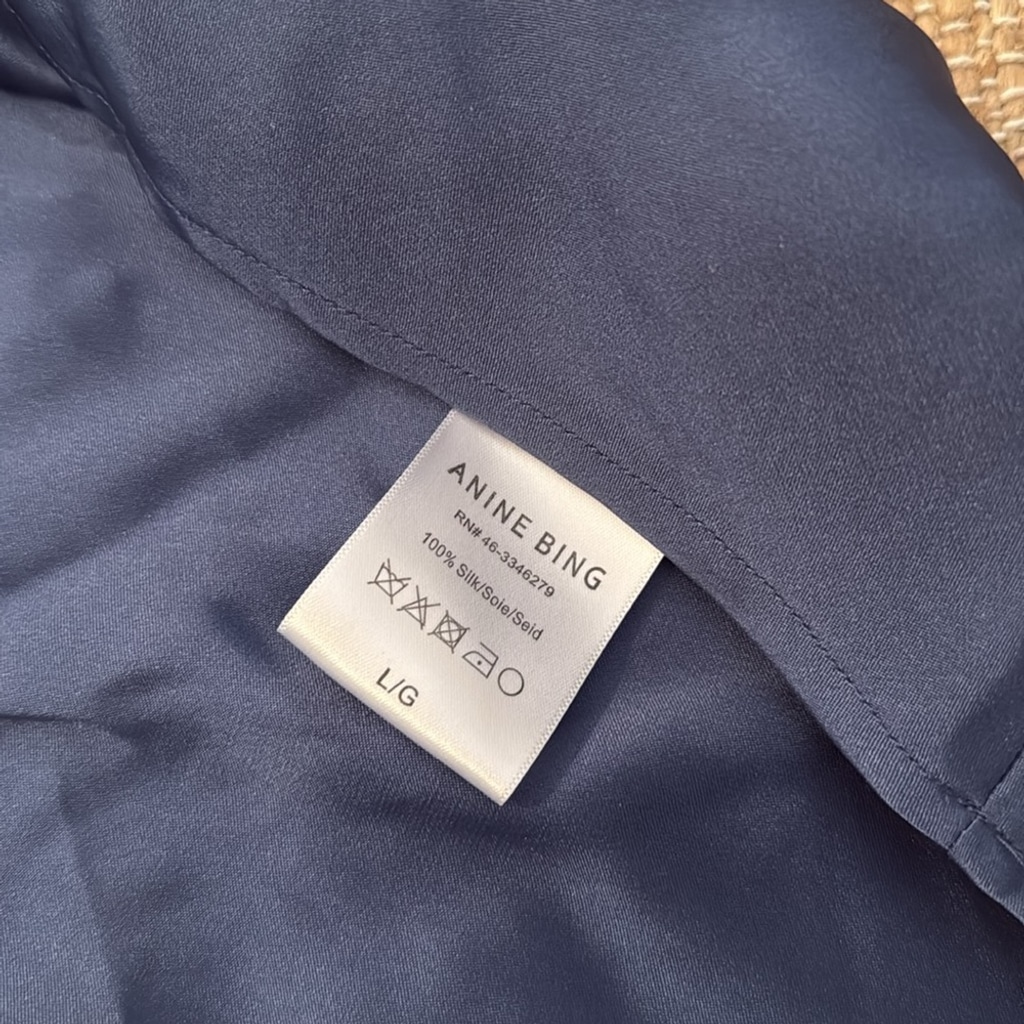 ANINE BING
RN# 46-3346279
100% Silk/Soie/Seid
L/G